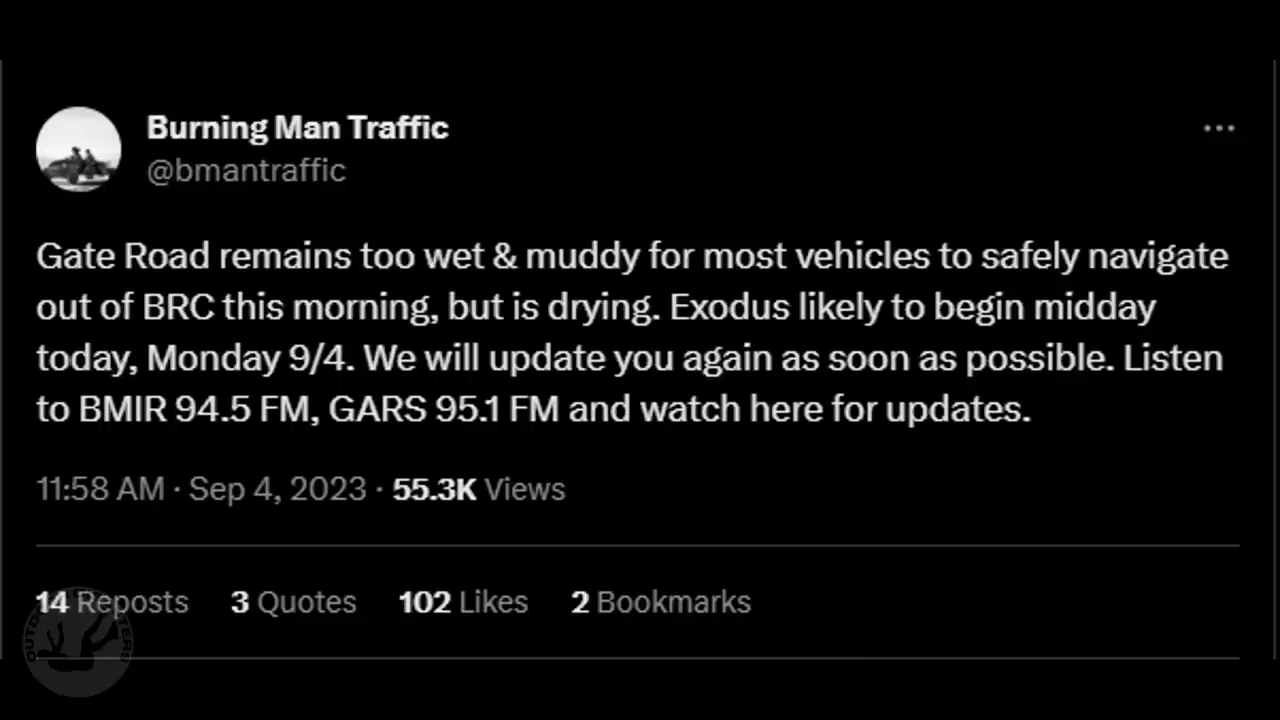 Burning Man Traffic
@bmantraffic
Gate Road remains too wet & muddy for most vehicles to safely navigate
out of BRC this morning, but is drying. Exodus likely to begin midday
today, Monday 9/4. We will update you again as soon as possible. Listen
to BMIR 94.5 FM, GARS 95.1 FM and watch here for updates.
11:58 AM · Sep 4, 2023 · 55.3K Views
14 Reposts 3 Quotes 102 Likes 2 Bookmarks